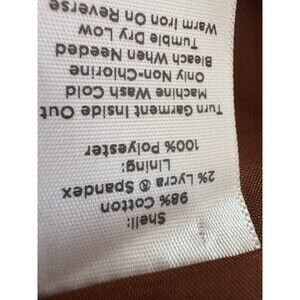 Shell:
98% Cotton
2% Lycra ® Spandex
Lining:
100% Polyester
Turn Garment Inside Out
Machine Wash Cold
Only Non-Chlorine
Bleach When Needed
Tumble Dry Low
Warm Iron On Reverse